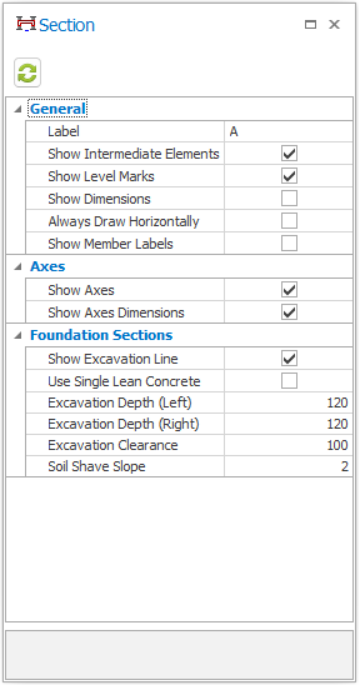 Section
General
Label A
Show Intermediate Elements
Show Level Marks
Show Dimensions
Always Draw Horizontally
Show Member Labels
Axes
Show Axes
Show Axes Dimensions
Foundation Sections
Show Excavation Line
Use Single Lean Concrete
Excavation Depth (Left) 120
Excavation Depth (Right) 120
Excavation Clearance 100
Soil Shave Slope 2